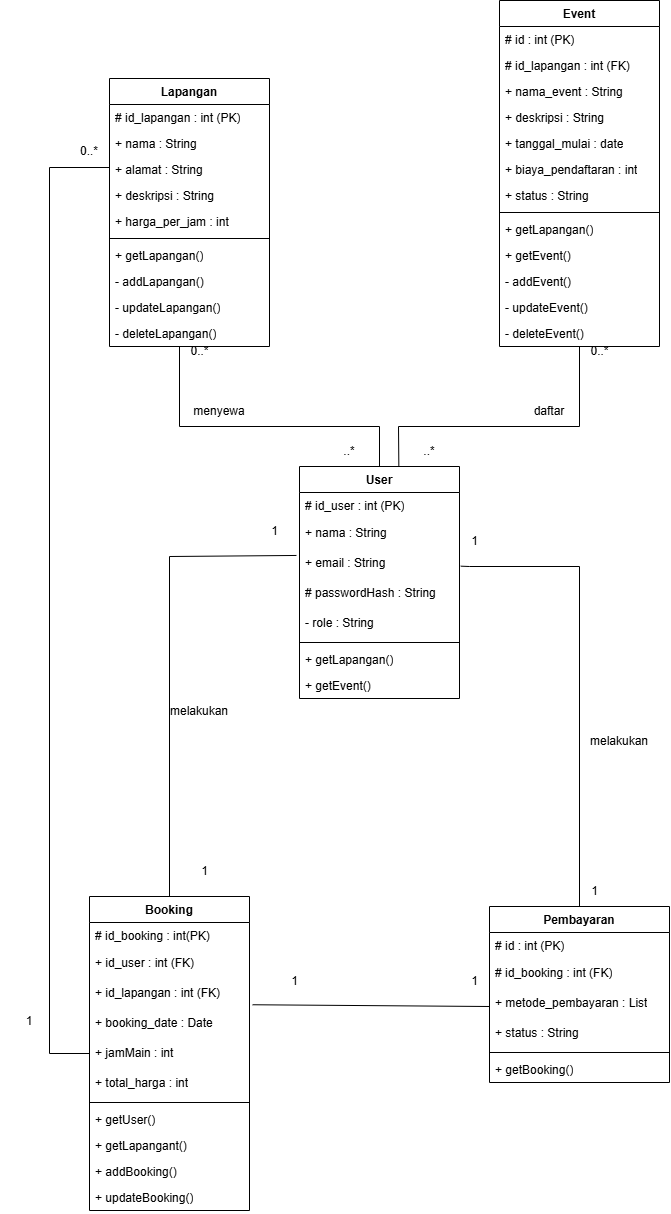 Event
# id : int (PK)
# id_lapangan : int (FK)
+ nama_event : String
+ deskripsi : String
+ tanggal_mulai : date
+ biaya_pendaftaran : int
+ status : String
+ getLapangan()
+ getEvent()
- addEvent()
- updateEvent()
- deleteEvent()
0..*
Lapangan
# id_lapangan : int (PK)
+ nama : String
+ alamat : String
+ deskripsi : String
+ harga_per_jam : int
+ getLapangan()
- addLapangan()
- updateLapangan()
- deleteLapangan()
0..*
0..*
menyewa
daftar
..*
..*
User
# id_user : int (PK)
+ nama : String
+ email : String
# passwordHash : String
- role : String
+ getLapangan()
+ getEvent()
1
1
melakukan
melakukan
1
1
Booking
# id_booking : int(PK)
+ id_user : int (FK)
+ id_lapangan : int (FK)
+ booking_date : Date
+ jamMain : int
+ total_harga : int
+ getUser()
+ getLapangant()
+ addBooking()
+ updateBooking()
1
1
1
Pembayaran
# id : int (PK)
# id_booking : int (FK)
+ metode_pembayaran : List
+ status : String
+ getBooking()